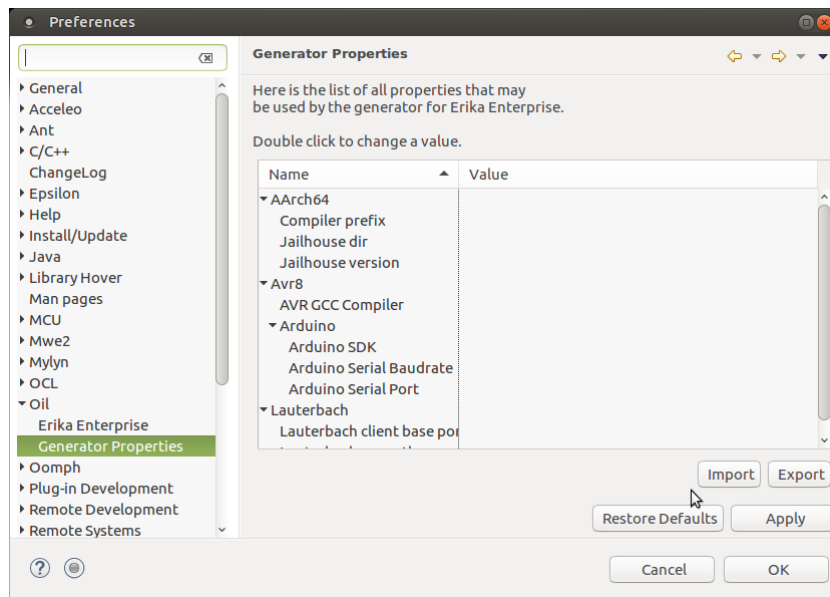 Preferences
General
Acceleo
Ant
C/C++
ChangeLog
Epsilon
Help
Install/Update
Java
Library Hover
Man pages
MCU
Mwe2
Mylyn
OCL
Oil
Erika Enterprise
Generator Properties
Oomph
Plug-in Development
Remote Development
Remote Systems
Generator Properties
Here is the list of all properties that may
be used by the generator for Erika Enterprise.
Double click to change a value.
Name Value
AArch64
Compiler prefix
Jailhouse dir
Jailhouse version
Avr8
AVR GCC Compiler
Arduino
Arduino SDK
Arduino Serial Baudrate
Arduino Serial Port
Lauterbach
Lauterbach client base por
Import Export
Restore Defaults Apply
? Cancel OK